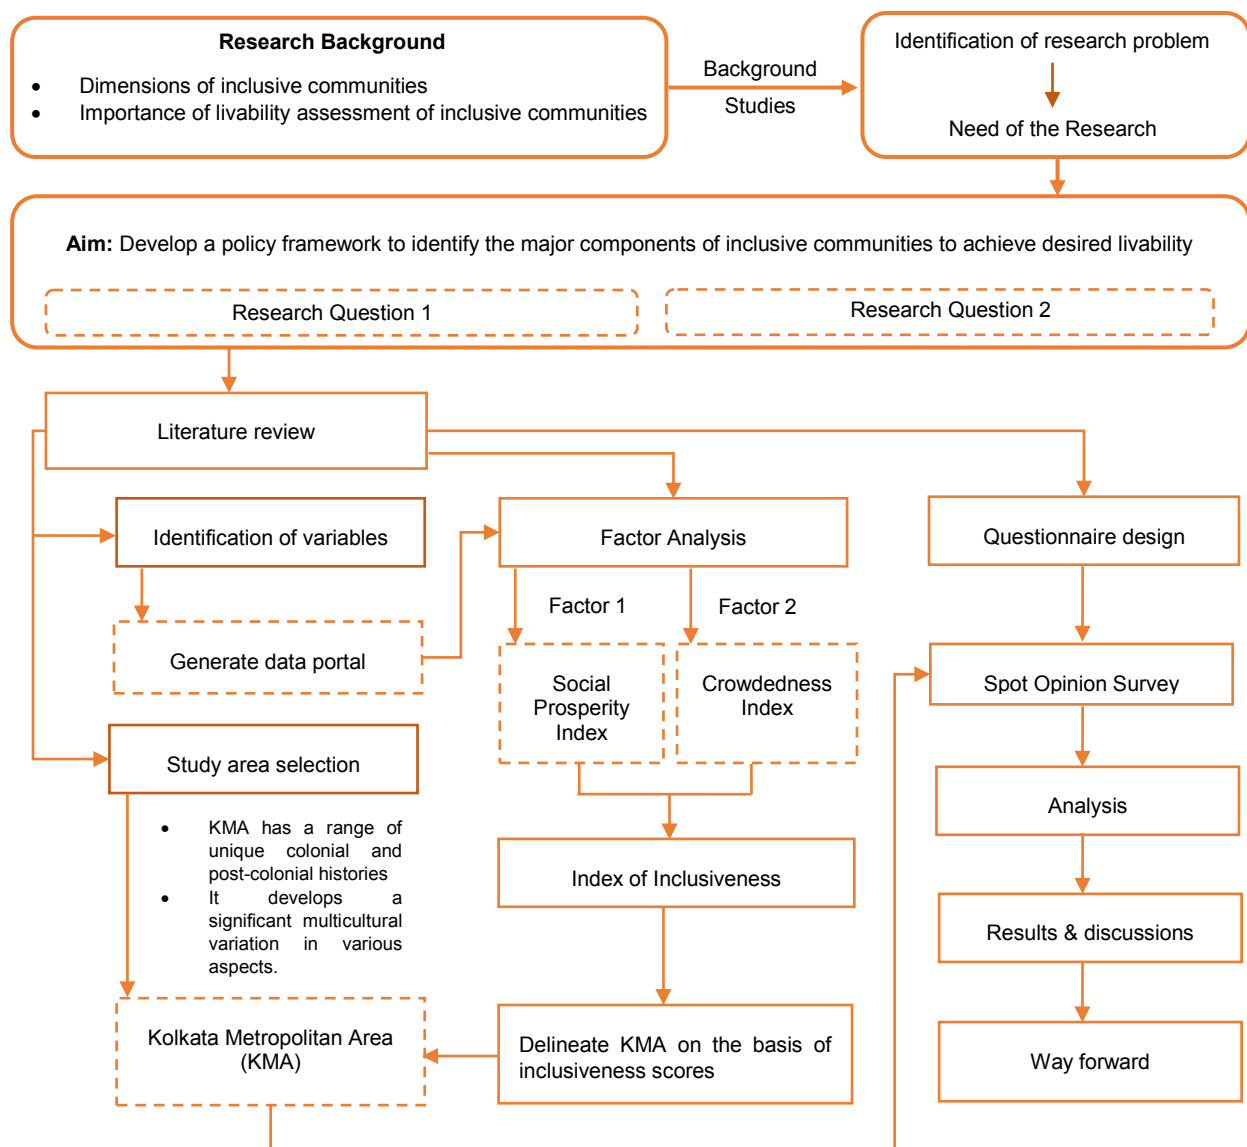 Research Background
• Dimensions of inclusive communities
• Importance of livability assessment of inclusive communities
Background
Studies
Identification of research problem
Need of the Research
Aim: Develop a policy framework to identify the major components of inclusive communities to achieve desired livability
Research Question 1
Research Question 2
Literature review
Identification of variables
Factor Analysis
Questionnaire design
Factor 1
Factor 2
Generate data portal
Social
Prosperity
Index
Crowdedness
Index
Spot Opinion Survey
Study area selection
Analysis
• KMA has a range of
unique colonial and
post-colonial histories
• It develops a
significant multicultural
variation in various
aspects.
Index of Inclusiveness
Results & discussions
Kolkata Metropolitan Area
(KMA)
Delineate KMA on the basis of
inclusiveness scores
Way forward